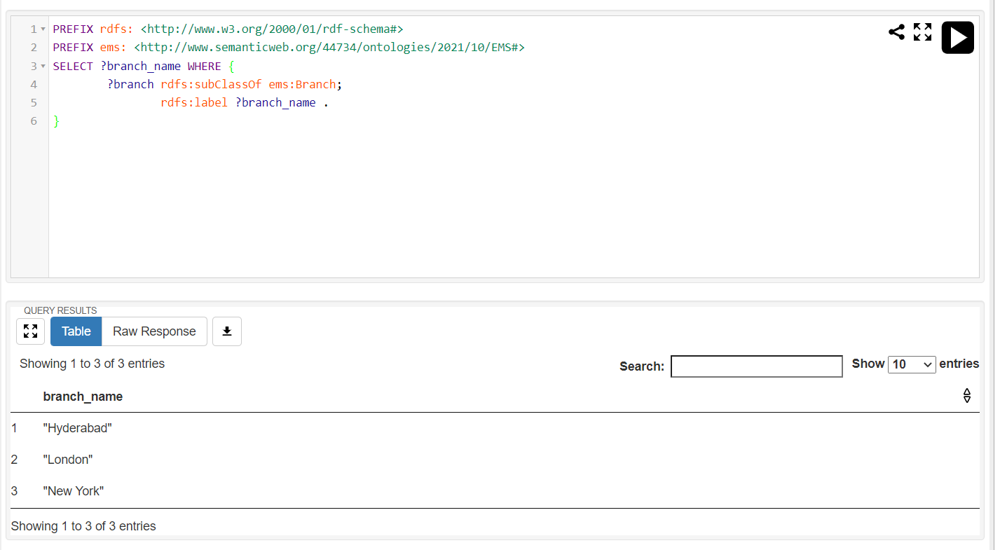 1 PREFIX rdfs: <http://www.w3.org/2000/01/rdf-schema#>
2 PREFIX ems: <http://www.semanticweb.org/44734/ontologies/2021/10/EMS#>
3 SELECT ?branch_name WHERE {
4 ?branch rdfs:subClassOf ems:Branch;
5 rdfs:label ?branch_name .
6 }
QUERY RESULTS
Table Raw Response
Showing 1 to 3 of 3 entries Search: Show 10 entries
branch_name
1 "Hyderabad"
2 "London"
3 "New York"
Showing 1 to 3 of 3 entries